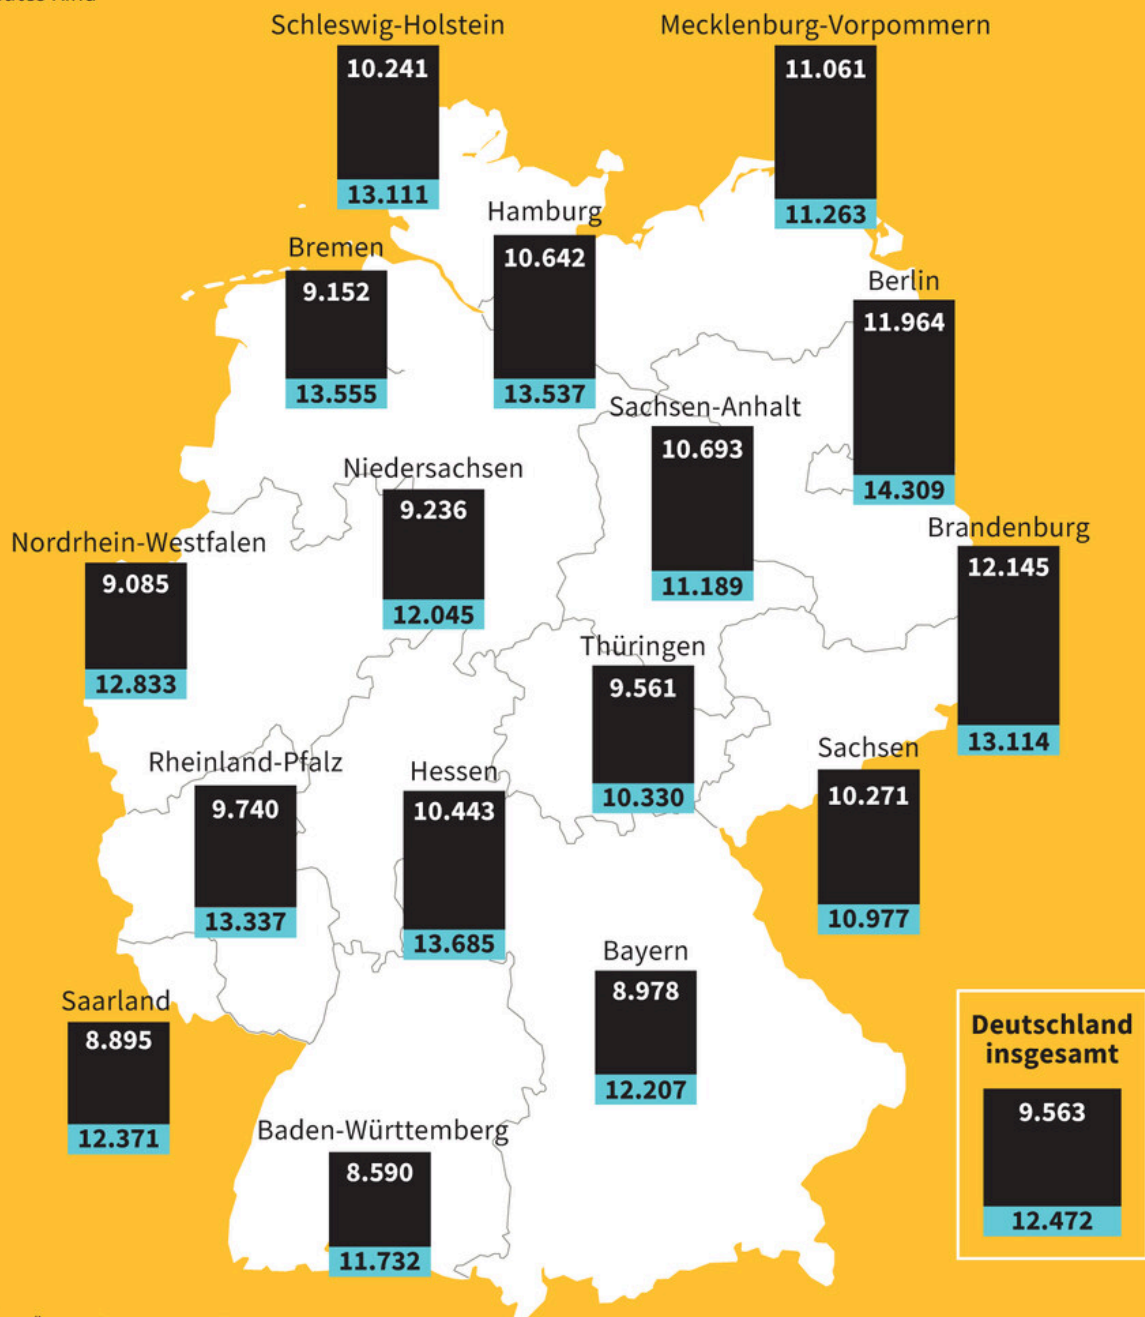 Schleswig-Holstein
10.241
13.111
Mecklenburg-Vorpommern
11.061
11.263
Hamburg
10.642
13.537
Bremen
9.152
13.555
Berlin
11.964
14.309
Sachsen-Anhalt
10.693
11.189
Niedersachsen
9.236
12.045
Nordrhein-Westfalen
9.085
12.833
Brandenburg
12.145
13.114
Thüringen
9.561
10.330
Sachsen
10.271
10.977
Rheinland-Pfalz
9.740
13.337
Hessen
10.443
13.685
Bayern
8.978
12.207
Saarland
8.895
12.371
Deutschland
insgesamt
9.563
12.472
Baden-Württemberg
8.590
11.732